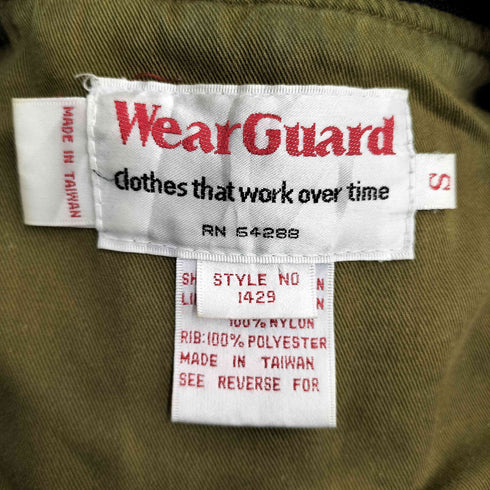 WearGuard
clothes that work over time
RN 54288
MADE IN TAIWAN
S
STYLE NO
1429
100% NYLON
RIB:100% POLYESTER
MADE IN TAIWAN
SEE REVERSE FOR